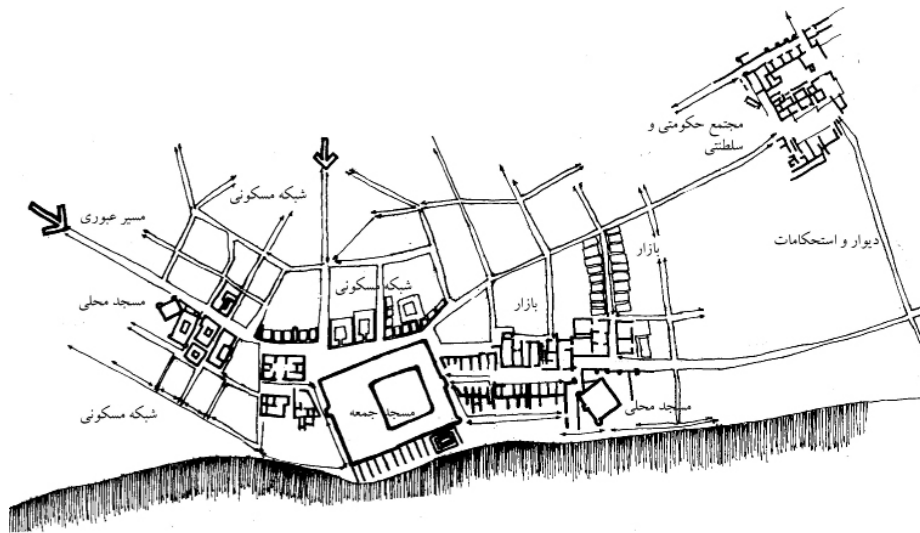 مجتمع حکومتی و
سلطنتی
شبکه مسکونی
مسیر عبوری
دیوار و استحکامات
بازار
شبکه مسکونی
مسجد محلی
بازار
شبکه مسکونی
مسجد جمعه
مسجد محلی